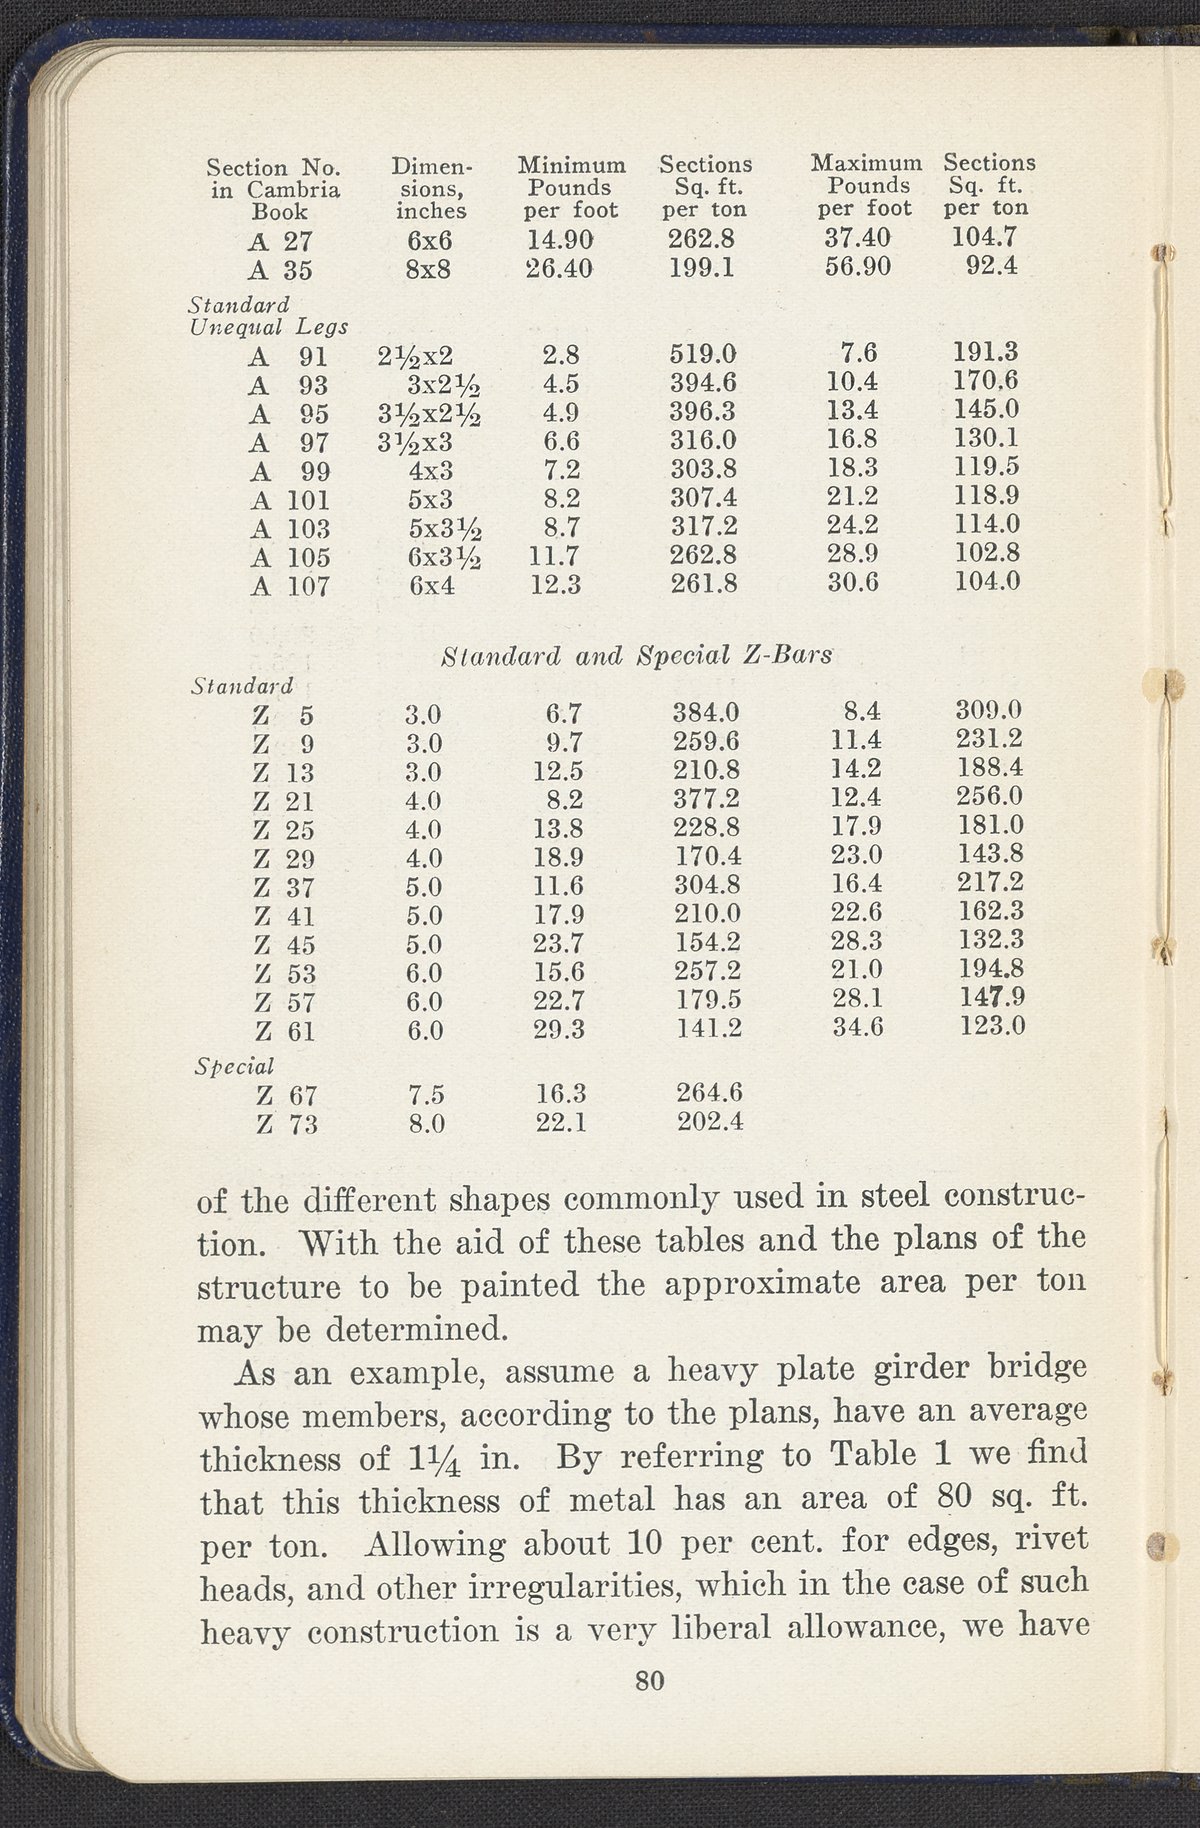 Section No. Dimen- Minimum Sections Maximum Sections
in Cambria sions, Pounds Sq. ft. Pounds Sq. ft.
Book inches per foot per ton per foot per ton
A 27 6x6 14.90 262.8 37.40 104.7
A 35 8x8 26.40 199.1 56.90 92.4
Standard
Unequal Legs
A 91 2½x2 2.8 519.0 7.6 191.3
A 93 3x2½ 4.5 394.6 10.4 170.6
A 95 3½x2½ 4.9 396.3 13.4 145.0
A 97 3½x3 6.6 316.0 16.8 130.1
A 99 4x3 7.2 303.8 18.3 119.5
A 101 5x3 8.2 307.4 21.2 118.9
A 103 5x3½ 8.7 317.2 24.2 114.0
A 105 6x3½ 11.7 262.8 28.9 102.8
A 107 6x4 12.3 261.8 30.6 104.0
Standard and Special Z-Bars
Standard
Z 5 3.0 6.7 384.0 8.4 309.0
Z 9 3.0 9.7 259.6 11.4 231.2
Z 13 3.0 12.5 210.8 14.2 188.4
Z 21 4.0 8.2 377.2 12.4 256.0
Z 25 4.0 13.8 228.8 17.9 181.0
Z 29 4.0 18.9 170.4 23.0 143.8
Z 37 5.0 11.6 304.8 16.4 217.2
Z 41 5.0 17.9 210.0 22.6 162.3
Z 45 5.0 23.7 154.2 28.3 132.3
Z 53 6.0 15.6 257.2 21.0 194.8
Z 57 6.0 22.7 179.5 28.1 147.9
Z 61 6.0 29.3 141.2 34.6 123.0
Special
Z 67 7.5 16.3 264.6
Z 73 8.0 22.1 202.4
of the different shapes commonly used in steel construc-
tion. With the aid of these tables and the plans of the
structure to be painted the approximate area per ton
may be determined.
As an example, assume a heavy plate girder bridge
whose members, according to the plans, have an average
thickness of 1¼ in. By referring to Table 1 we find
that this thickness of metal has an area of 80 sq. ft.
per ton. Allowing about 10 per cent. for edges, rivet
heads, and other irregularities, which in the case of such
heavy construction is a very liberal allowance, we have
80